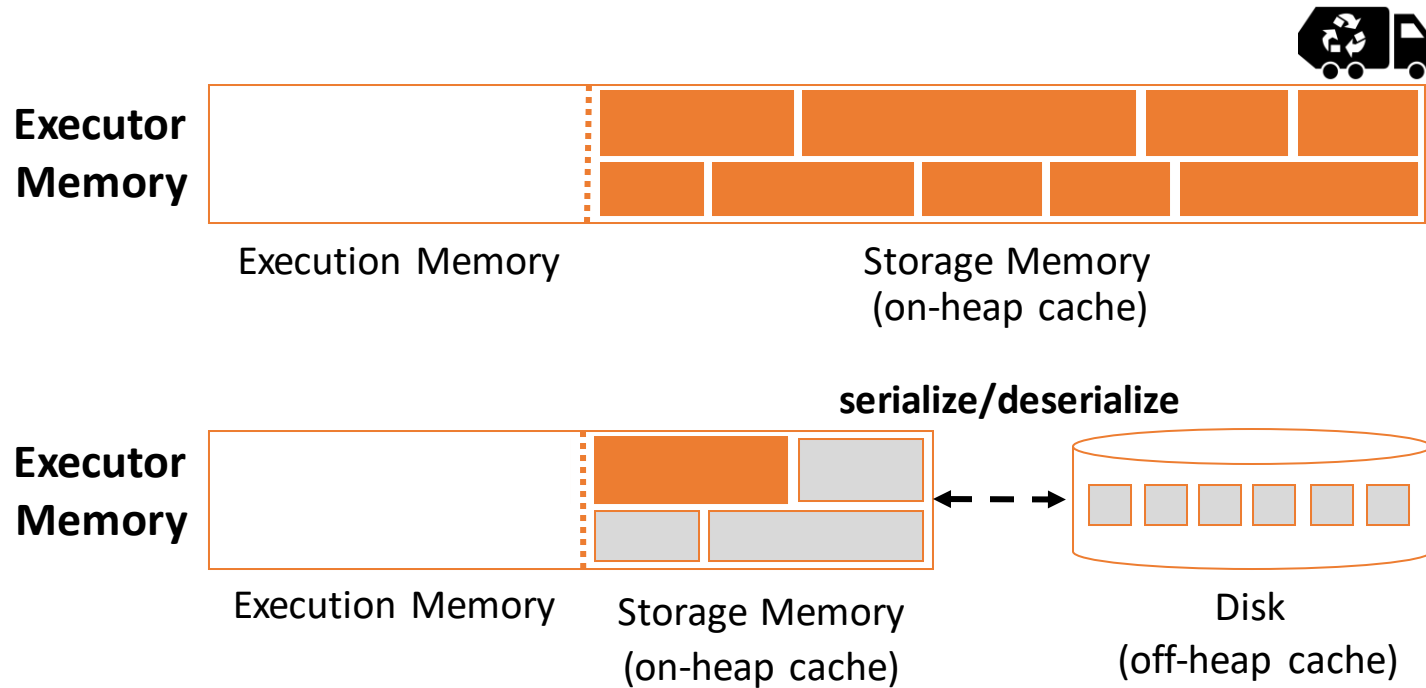 Executor
Memory
Execution Memory
Storage Memory
(on-heap cache)
serialize/deserialize
Executor
Memory
Execution Memory
Storage Memory
(on-heap cache)
Disk
(off-heap cache)